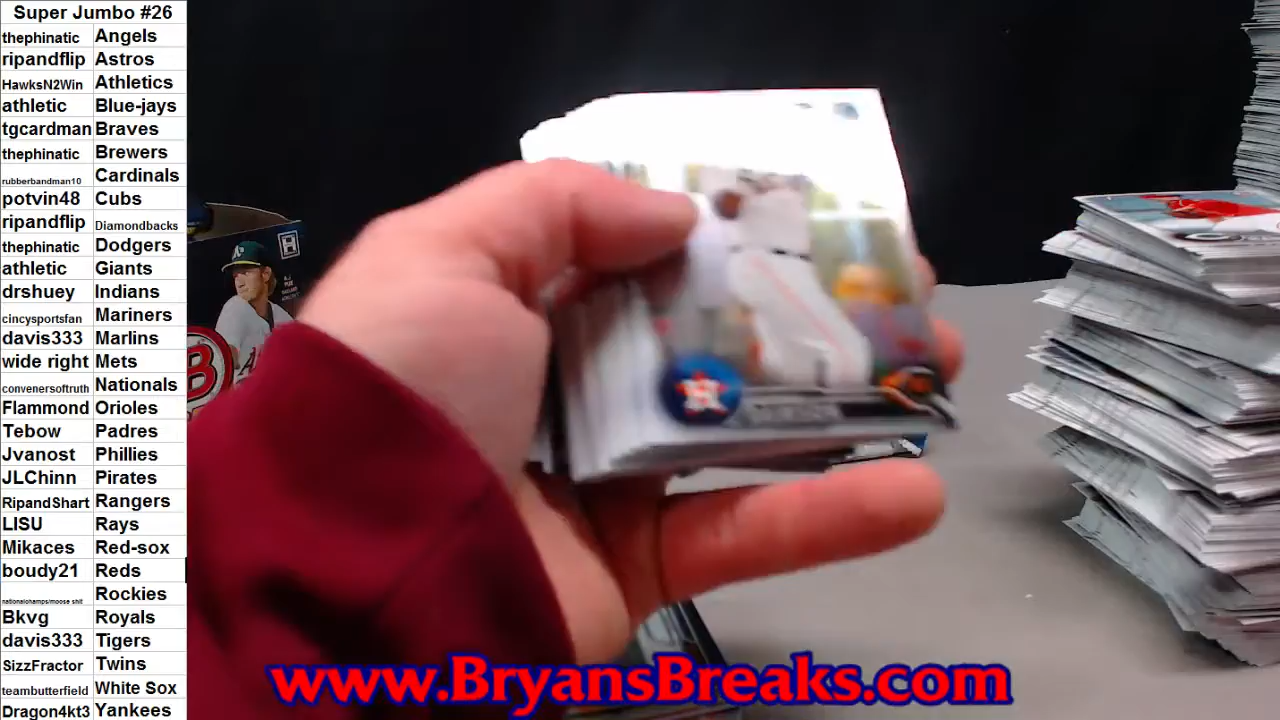 Super Jumbo #26
thephinatic Angels
ripandflip Astros
HawksN2Win Athletics
athletic Blue-jays
tgcardman Braves
thephinatic Brewers
rubberbandman10 Cardinals
potvin48 Cubs
ripandflip Diamondbacks
thephinatic Dodgers
athletic Giants
drshuey Indians
cincysportsfan Mariners
davis333 Marlins
wide right Mets
convenersoftruth Nationals
Flammond Orioles
Tebow Padres
Jvanost Phillies
JLChinn Pirates
RipandShart Rangers
LISU Rays
Mikaces Red-sox
boudy21 Reds
nationalchamps/moose shit Rockies
Bkvg Royals
davis333 Tigers
SizzFractor Twins
teambutterfield White Sox
Dragon4kt3 Yankees
www.BryansBreaks.com